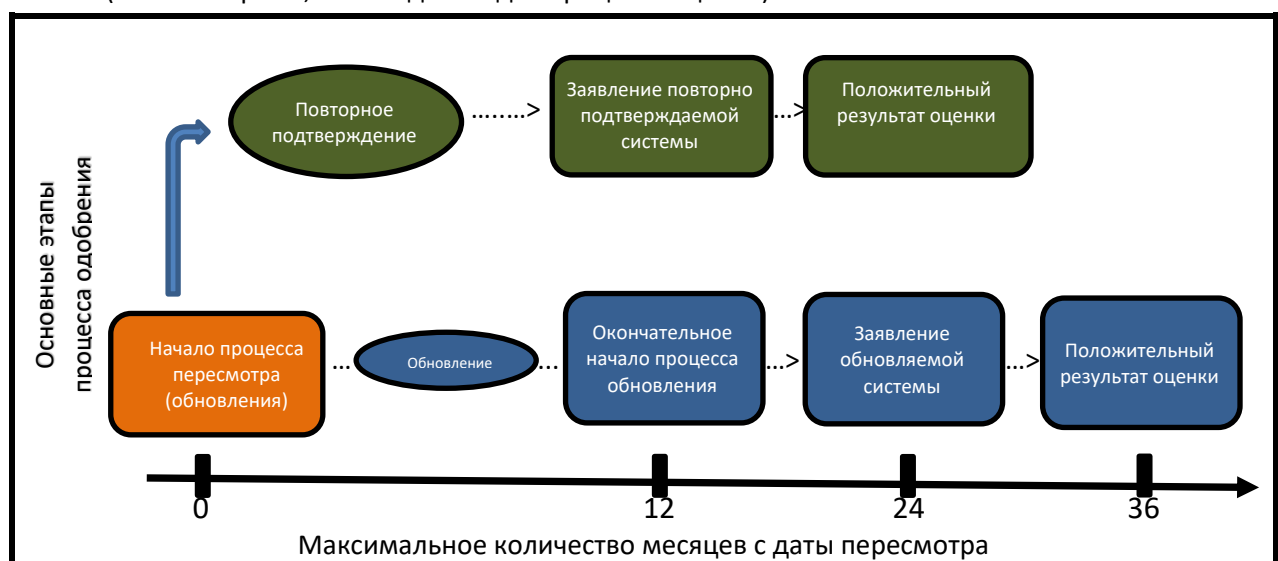 Повторное
подтверждение
........>
Заявление повторно
подтверждаемой
системы
...>
Положительный
результат оценки
Основные этапы
процесса одобрения
Начало процесса
пересмотра
(обновления)
...
Обновление
...
Окончательное
начало процесса
обновления
...>
Заявление
обновляемой
системы
...>
Положительный
результат оценки
0
12
24
36
Максимальное количество месяцев с даты пересмотра